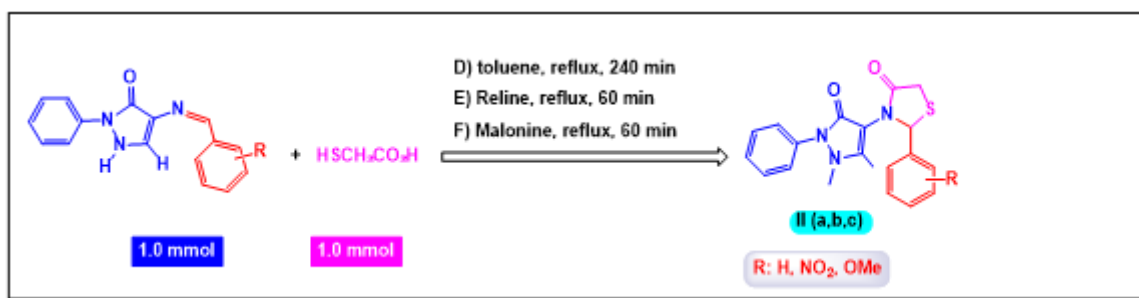 D) toluene, reflux, 240 min
E) Reline, reflux, 60 min
F) Malonine, reflux, 60 min
O
N
N
N
H
H
R
+
HSCH₂CO₂H
O
O
S
N
N
N
R
II (a,b,c)
1.0 mmol
1.0 mmol
R: H, NO₂, OMe